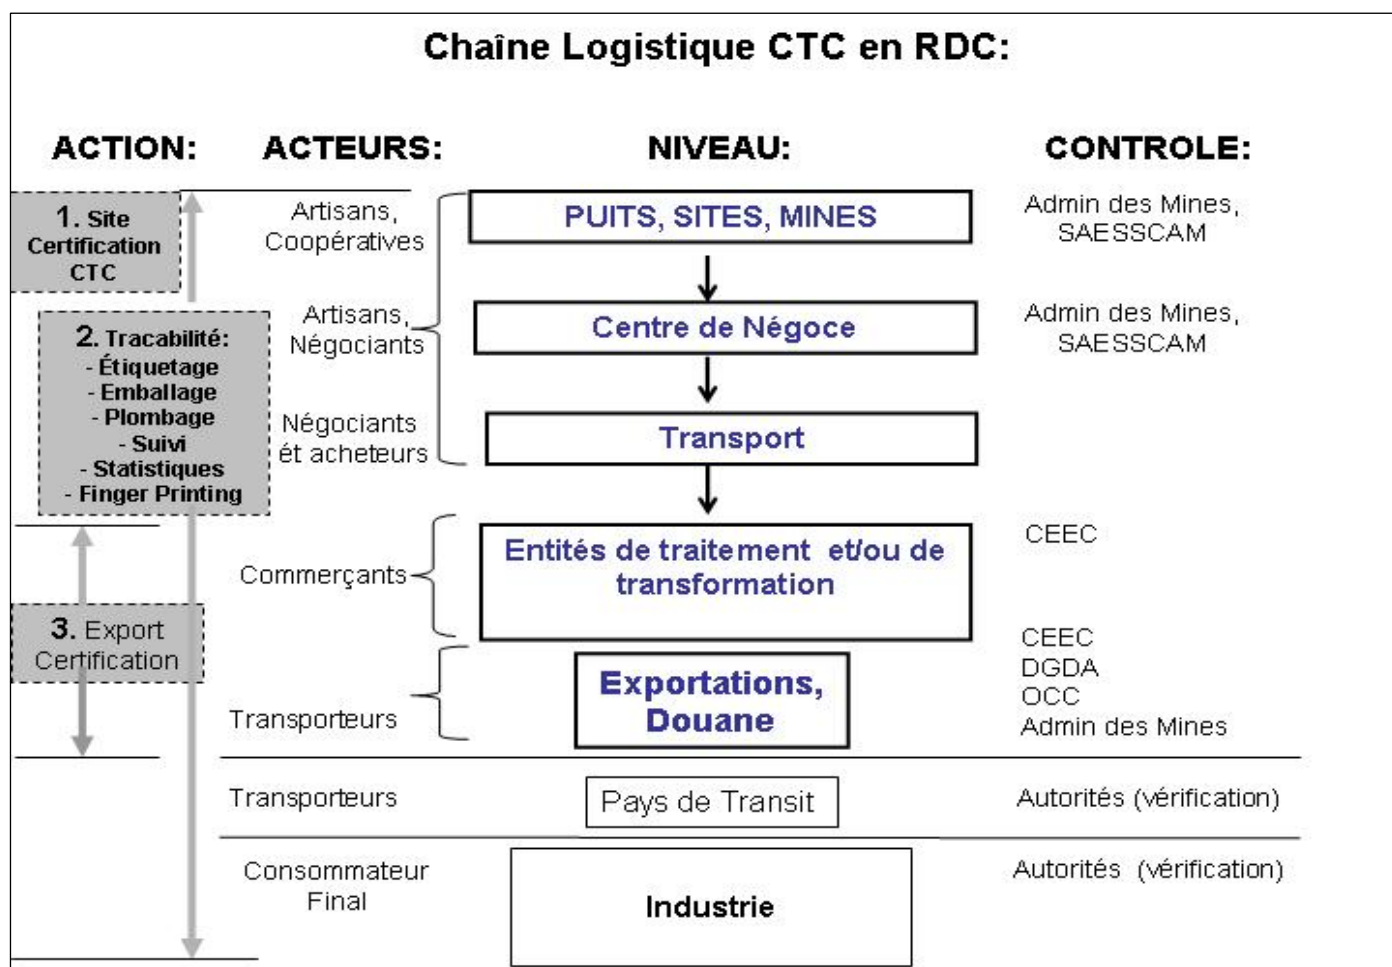 Chaîne Logistique CTC en RDC:
ACTION:
ACTEURS:
NIVEAU:
CONTROLE:
1. Site
Certification
CTC
Artisans,
Coopératives
PUITS, SITES, MINES
Admin des Mines,
SAESSCAM
2. Tracabilité:
- Étiquetage
- Emballage
- Plombage
- Suivi
- Statistiques
- Finger Printing
Artisans,
Négociants
Centre de Négoce
Admin des Mines,
SAESSCAM
Négociants
ét acheteurs
Transport
Commerçants
Entités de traitement et/ou de
transformation
CEEC
3. Export
Certification
Transporteurs
Exportations,
Douane
CEEC
DGDA
OCC
Admin des Mines
Transporteurs
Pays de Transit
Autorités (vérification)
Consommateur
Final
Industrie
Autorités (vérification)